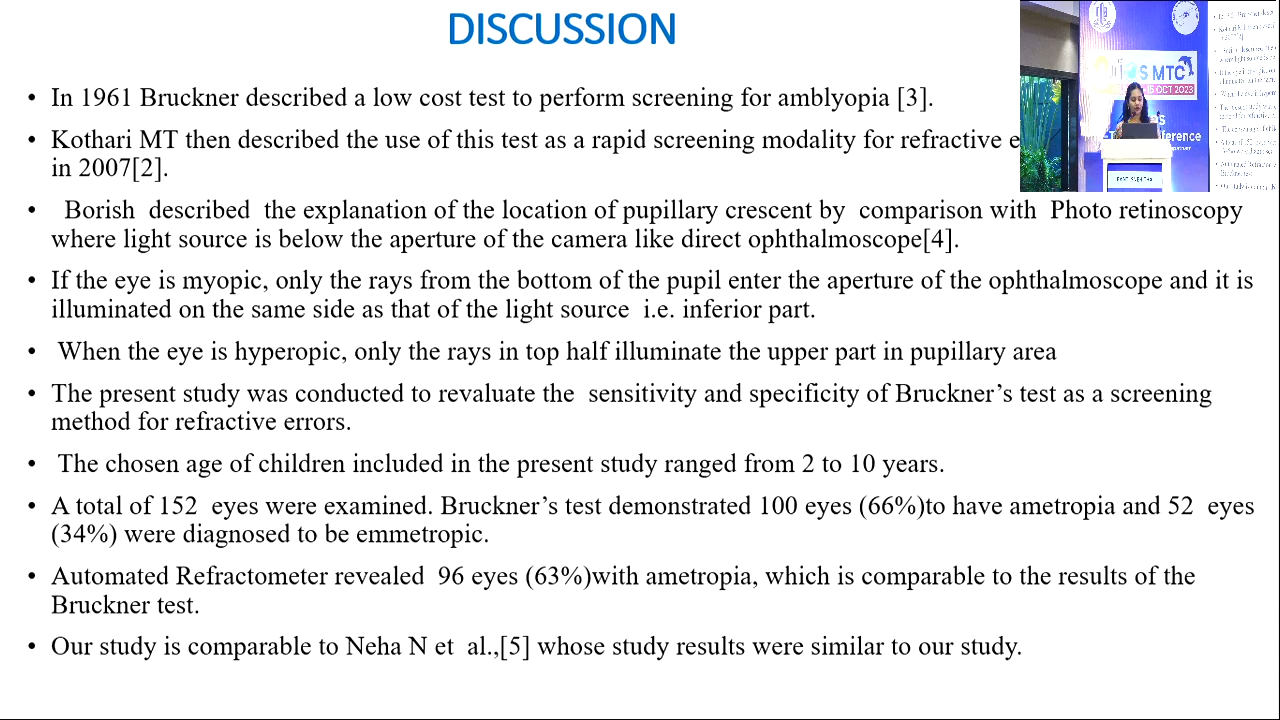 DISCUSSION
• In 1961 Bruckner described a low cost test to perform screening for amblyopia [3].
• Kothari MT then described the use of this test as a rapid screening modality for refractive e
in 2007[2].
• Borish described the explanation of the location of pupillary crescent by comparison with Photo retinoscopy
where light source is below the aperture of the camera like direct ophthalmoscope[4].
• If the eye is myopic, only the rays from the bottom of the pupil enter the aperture of the ophthalmoscope and it is
illuminated on the same side as that of the light source i.e. inferior part.
• When the eye is hyperopic, only the rays in top half illuminate the upper part in pupillary area
• The present study was conducted to revaluate the sensitivity and specificity of Bruckner’s test as a screening
method for refractive errors.
• The chosen age of children included in the present study ranged from 2 to 10 years.
• A total of 152 eyes were examined. Bruckner’s test demonstrated 100 eyes (66%)to have ametropia and 52 eyes
(34%) were diagnosed to be emmetropic.
• Automated Refractometer revealed 96 eyes (63%)with ametropia, which is comparable to the results of the
Bruckner test.
• Our study is comparable to Neha N et al.,[5] whose study results were similar to our study.
MTC
OCT 2023